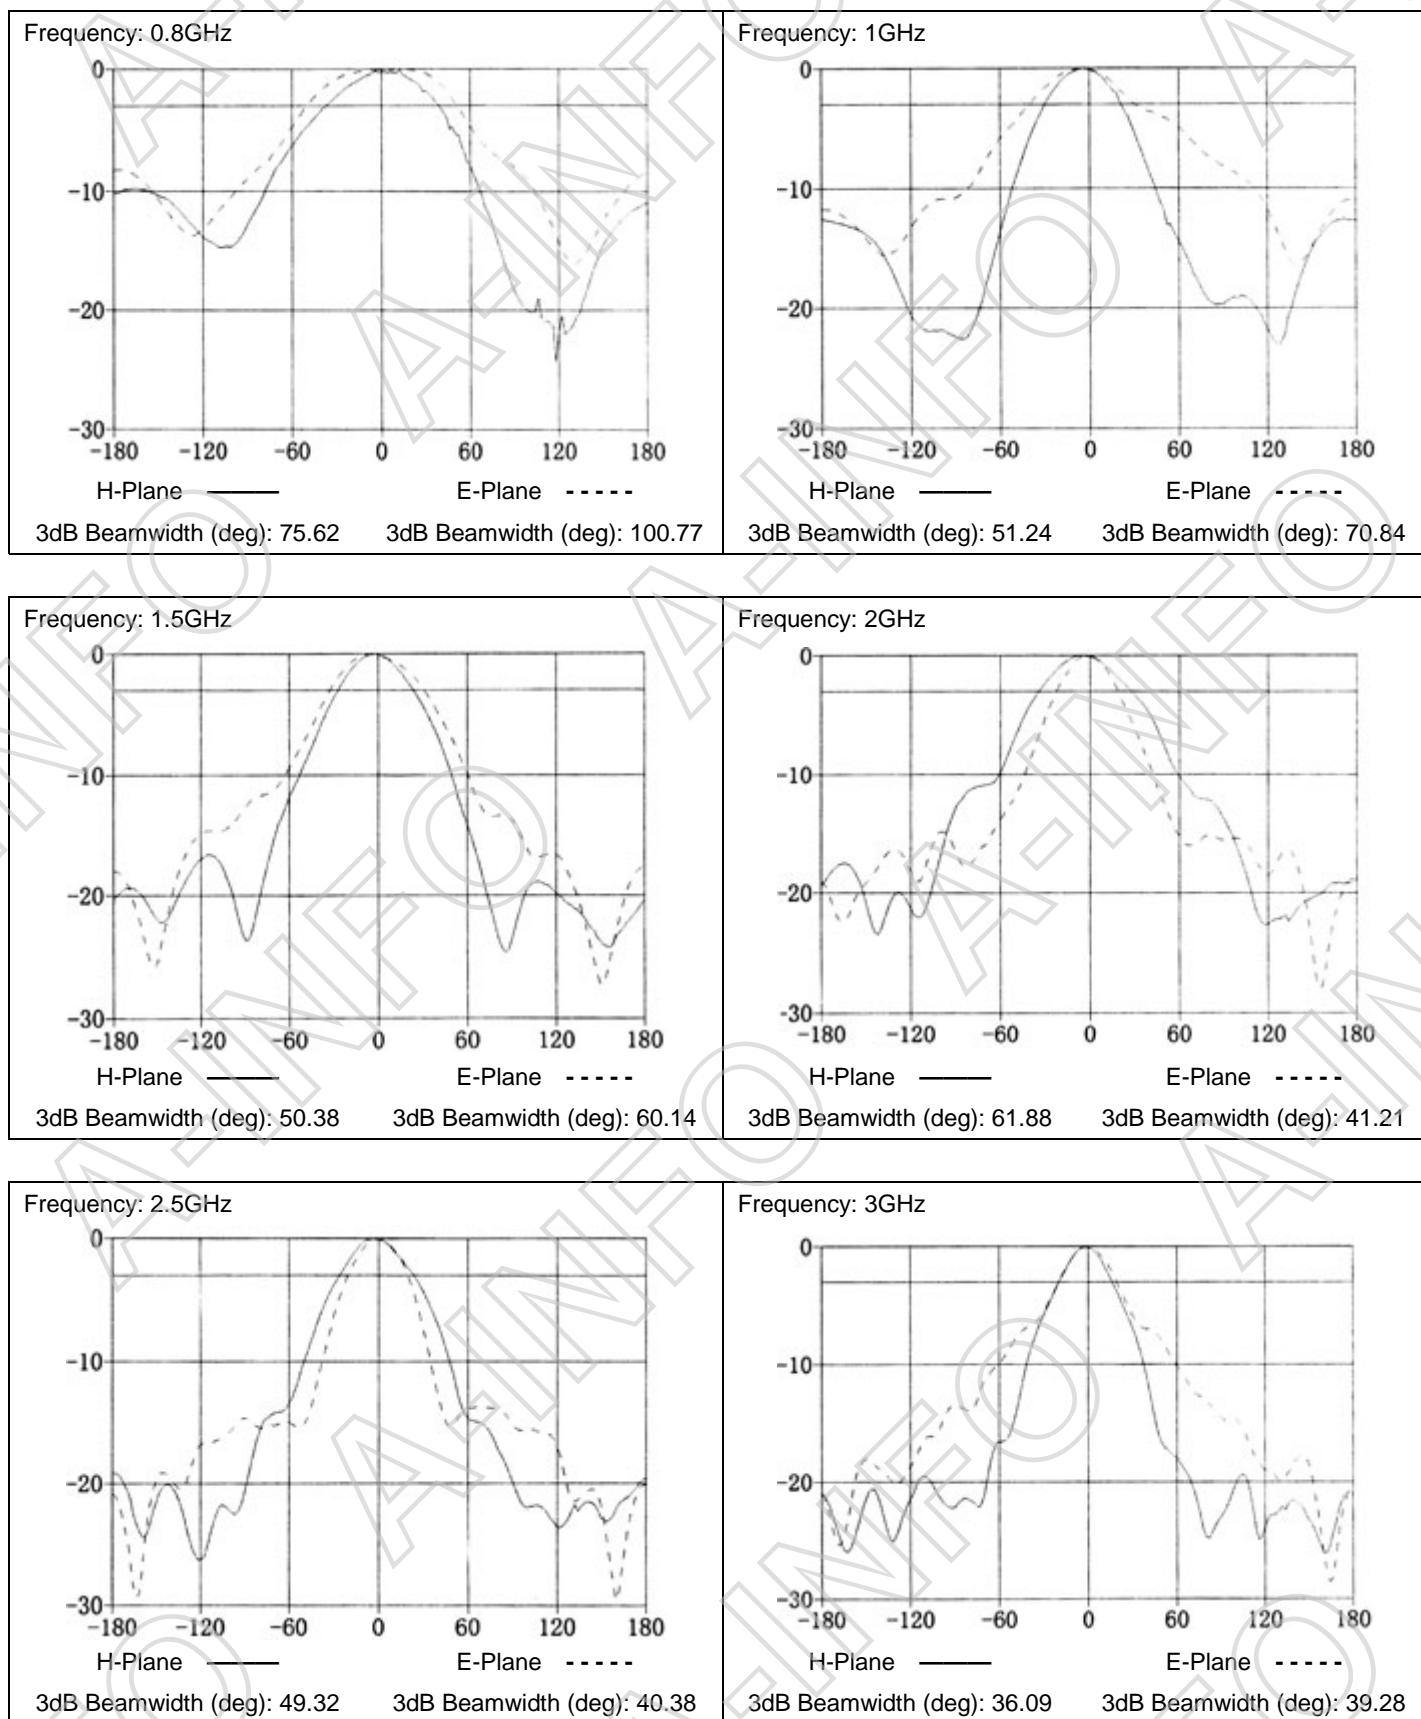 Frequency: 0.8GHz
Frequency: 1GHz
0
-10
-20
-30
-180 -120 -60 0 60 120 180
0
-10
-20
-30
-180 -120 -60 0 60 120 180
H-Plane E-Plane
H-Plane E-Plane
3dB Beamwidth (deg): 75.62 3dB Beamwidth (deg): 100.77
3dB Beamwidth (deg): 51.24 3dB Beamwidth (deg): 70.84
Frequency: 1.5GHz
Frequency: 2GHz
0
-10
-20
-30
-180 -120 -60 0 60 120 180
0
-10
-20
-30
-180 -120 -60 0 60 120 180
H-Plane E-Plane
H-Plane E-Plane
3dB Beamwidth (deg): 50.38 3dB Beamwidth (deg): 60.14
3dB Beamwidth (deg): 61.88 3dB Beamwidth (deg): 41.21
Frequency: 2.5GHz
Frequency: 3GHz
0
-10
-20
-30
-180 -120 -60 0 60 120 180
0
-10
-20
-30
-180 -120 -60 0 60 120 180
H-Plane E-Plane
H-Plane E-Plane
3dB Beamwidth (deg): 49.32 3dB Beamwidth (deg): 40.38
3dB Beamwidth (deg): 36.09 3dB Beamwidth (deg): 39.28
A-INFO
A-INFO
A-INFO
A-INFO
A-INFO
A-INFO